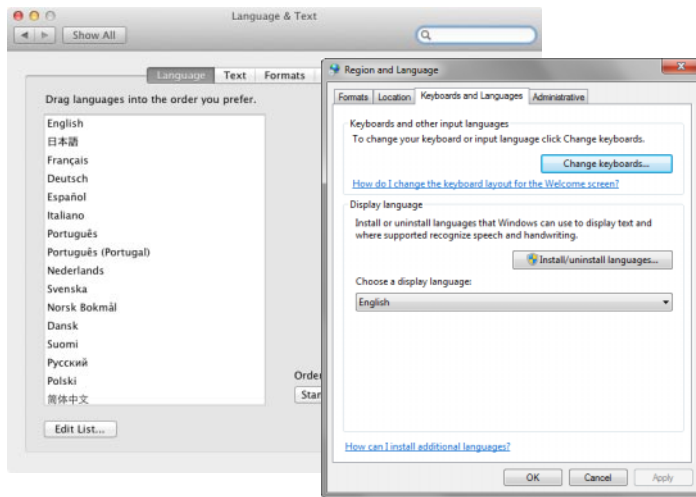 Language & Text
Show All
Language Text Formats
Drag languages into the order you prefer.
English
日本語
Français
Deutsch
Español
Italiano
Português
Português (Portugal)
Nederlands
Svenska
Norsk Bokmål
Dansk
Suomi
Русский
Polski
简体中文
Edit List...
Order
Star
Region and Language
Formats Location Keyboards and Languages Administrative
Keyboards and other input languages
To change your keyboard or input language click Change keyboards.
Change keyboards...
How do I change the keyboard layout for the Welcome screen?
Display language
Install or uninstall languages that Windows can use to display text and
where supported recognize speech and handwriting.
Install/uninstall languages...
Choose a display language:
English
How can I install additional languages?
OK Cancel Apply